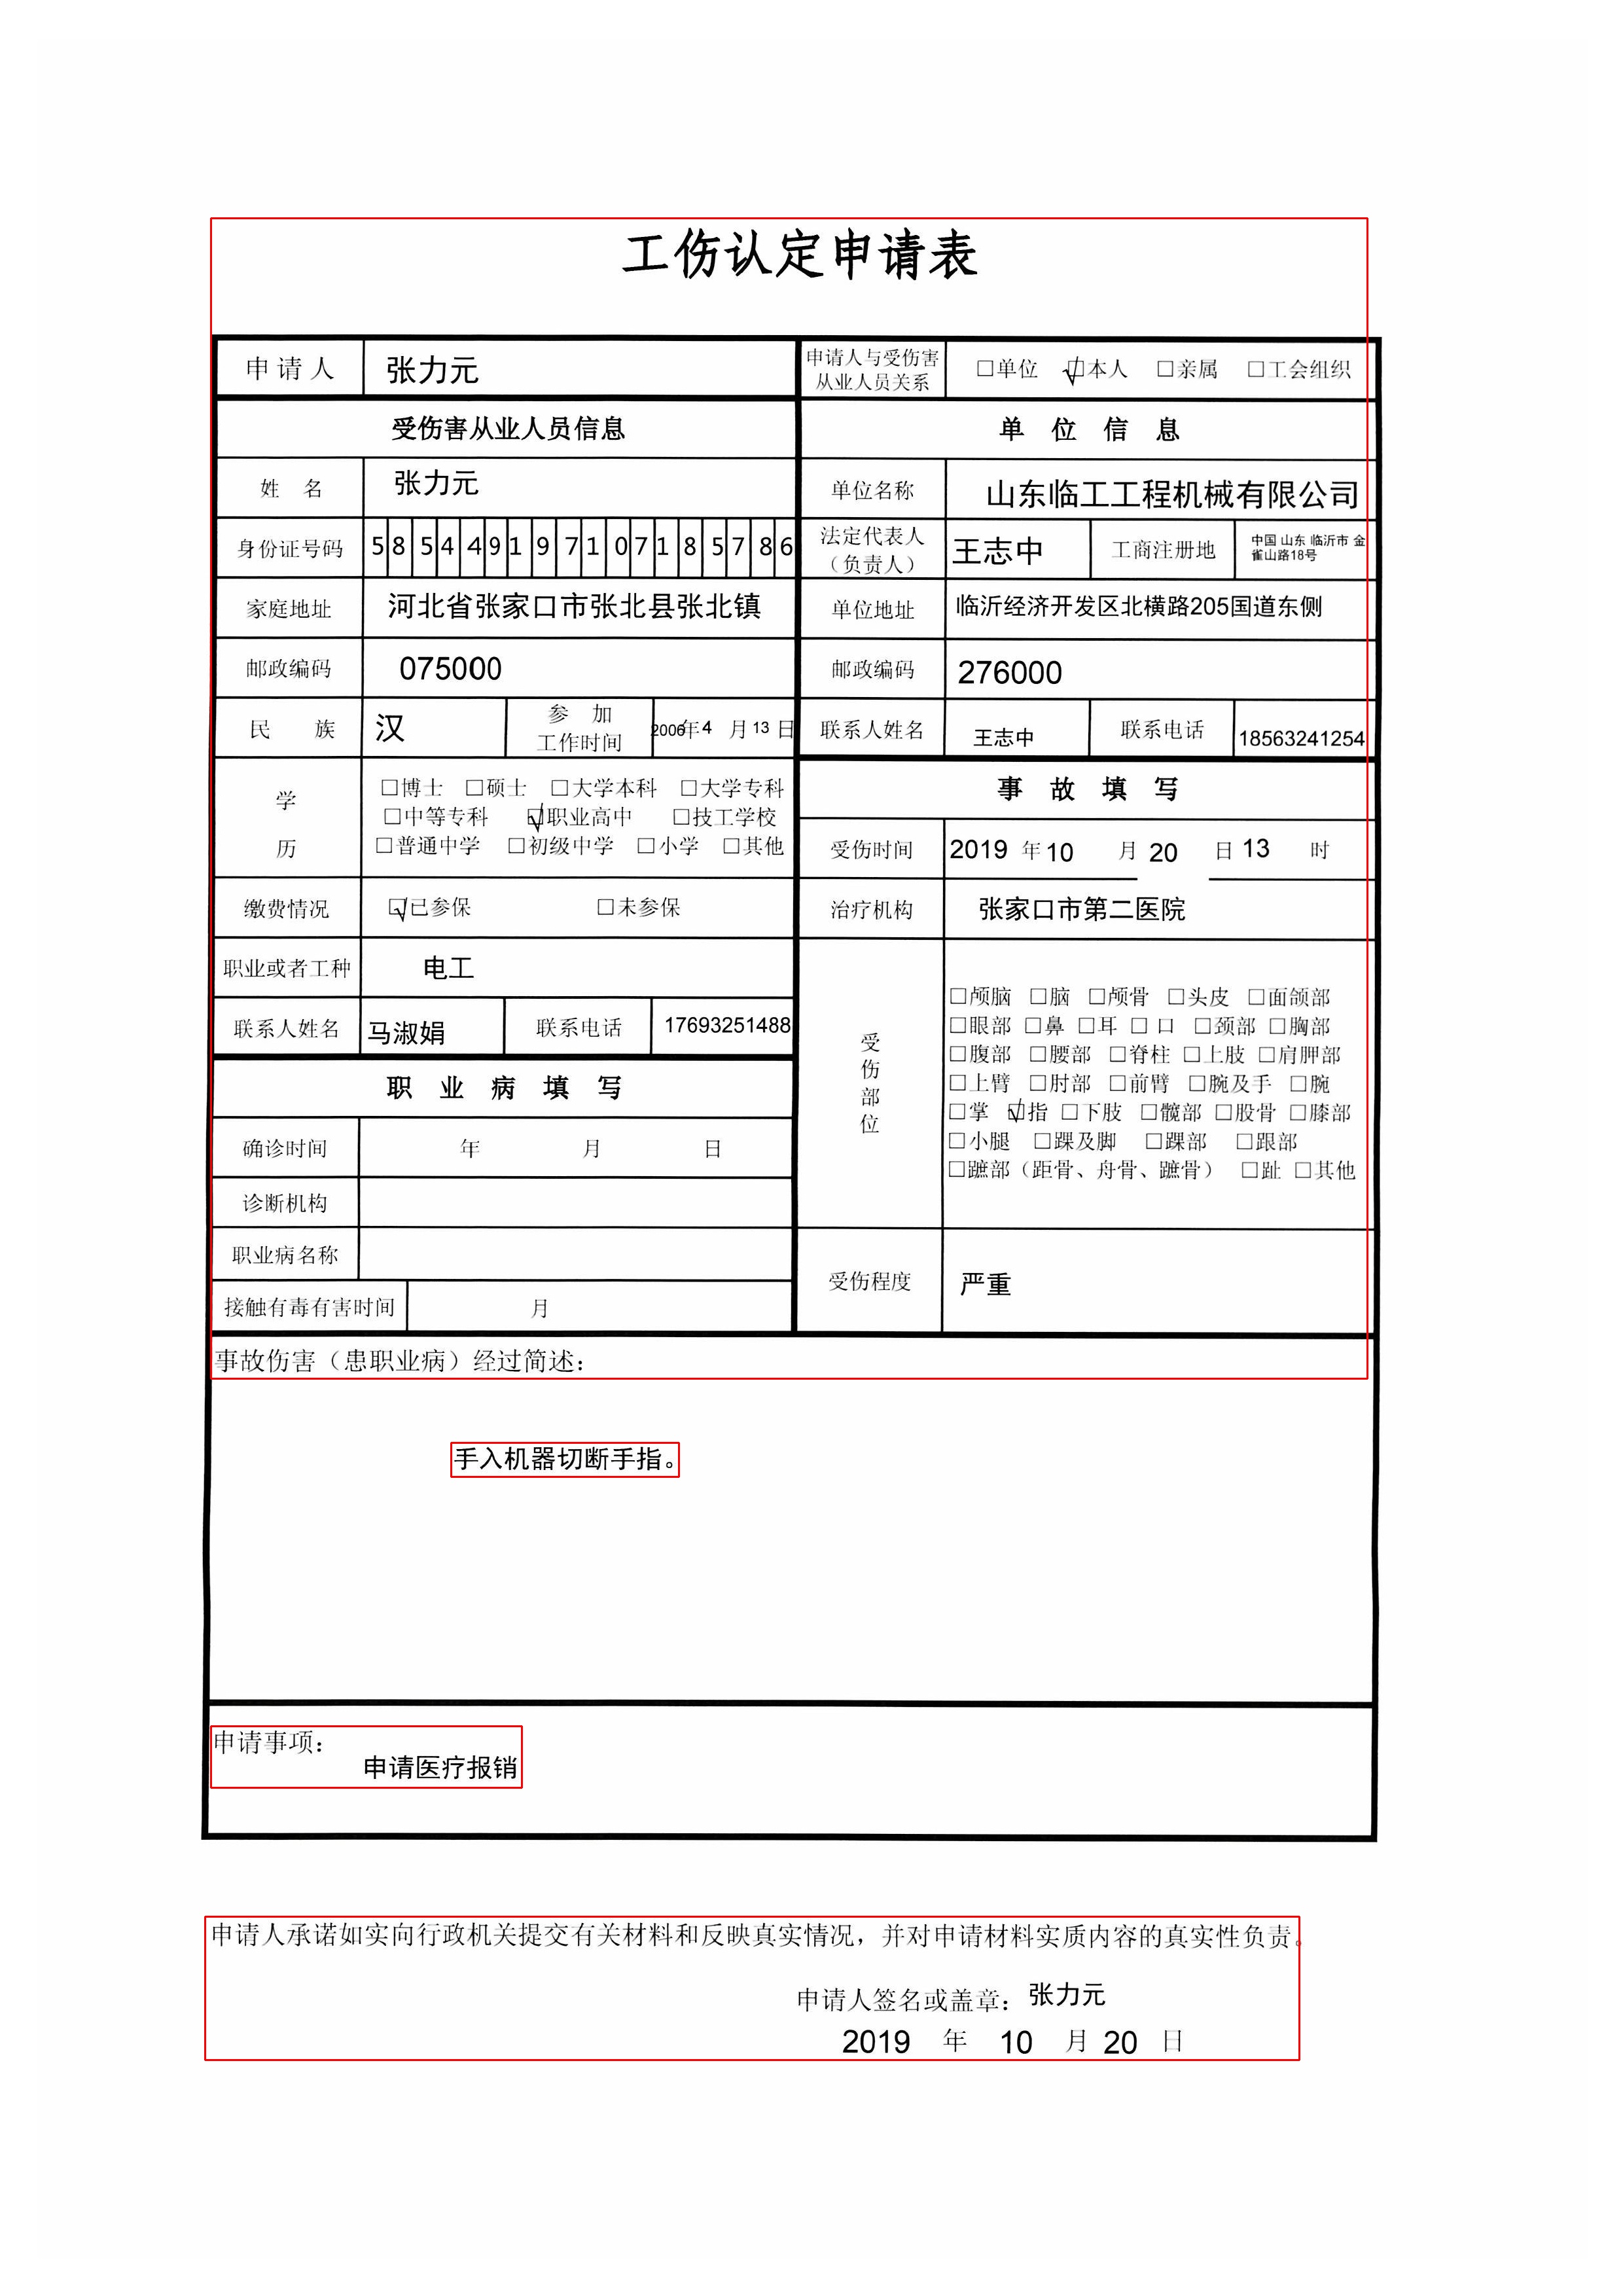 工伤认定申请表
申请人 张力元 申请人与受伤害从业人员关系 □单位 ☑本人 □亲属 □工会组织
受伤害从业人员信息 单位信息
姓名 张力元 单位名称 山东临工工程机械有限公司
身份证号码 585449197107185786 法定代表人（负责人） 王志中 工商注册地 中国 山东 临沂市 金雀山路18号
家庭地址 河北省张家口市张北县张北镇 单位地址 临沂经济开发区北横路205国道东侧
邮政编码 075000 邮政编码 276000
民族 汉 参加工作时间 2006年4月13日 联系人姓名 王志中 联系电话 18563241254
学历 □博士 □硕士 □大学本科 □大学专科
□中等专科 ☑职业高中 □技工学校
□普通中学 □初级中学 □小学 □其他
事故填写
受伤时间 2019年10月20日13时
缴费情况 ☑已参保 □未参保 治疗机构 张家口市第二医院
职业或者工种 电工
联系人姓名 马淑娟 联系电话 17693251488
受伤部位
□颅脑 □脑 □颅骨 □头皮 □面颌部
□眼部 □鼻 □耳 □口 □颈部 □胸部
□腹部 □腰部 □脊柱 □上肢 □肩胛部
□上臂 □肘部 □前臂 □腕及手 □腕
□掌 ☑指 □下肢 □髋部 □股骨 □膝部
□小腿 □踝及脚 □踝部 □跟部
□蹠部（距骨、舟骨、蹠骨） □趾 □其他
职业病填写
确诊时间 年 月 日
诊断机构
职业病名称
接触有毒有害时间 月
受伤程度 严重
事故伤害（患职业病）经过简述：
手入机器切断手指。
申请事项：
申请医疗报销
申请人承诺如实向行政机关提交有关材料和反映真实情况，并对申请材料实质内容的真实性负责。
申请人签名或盖章：张力元
2019 年 10 月 20 日